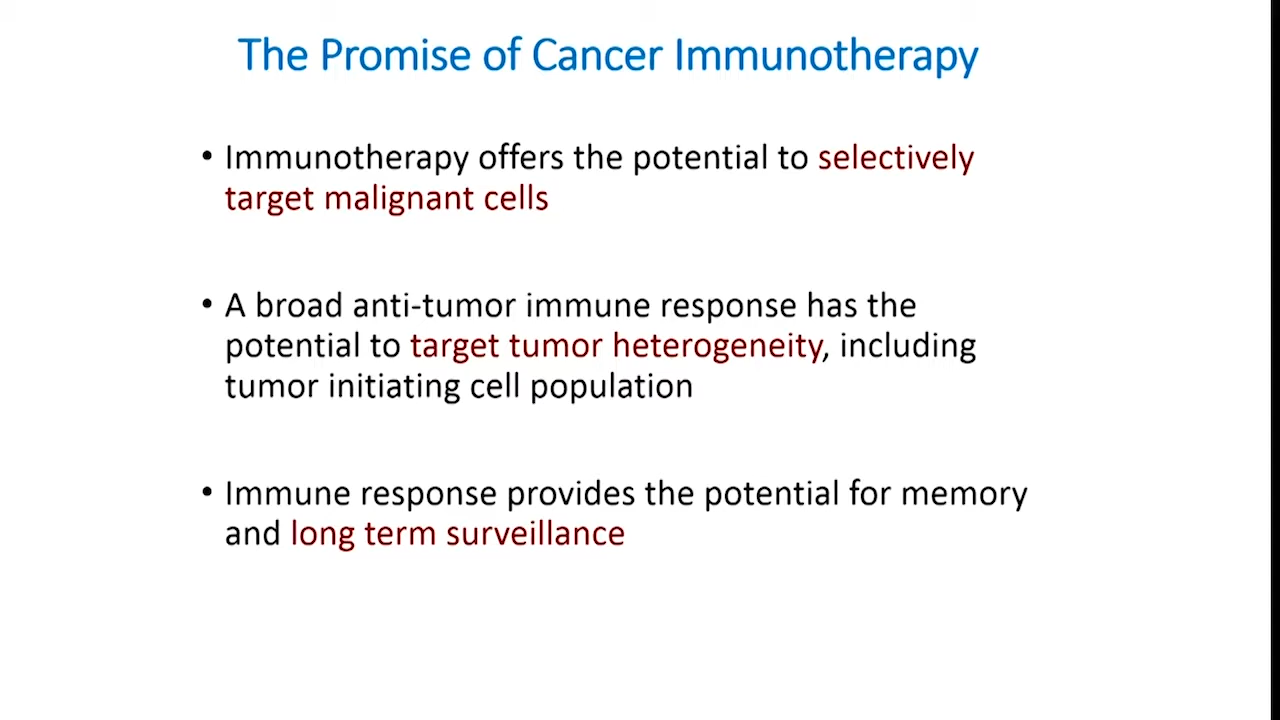 The Promise of Cancer Immunotherapy
• Immunotherapy offers the potential to selectively
target malignant cells
• A broad anti-tumor immune response has the
potential to target tumor heterogeneity, including
tumor initiating cell population
• Immune response provides the potential for memory
and long term surveillance